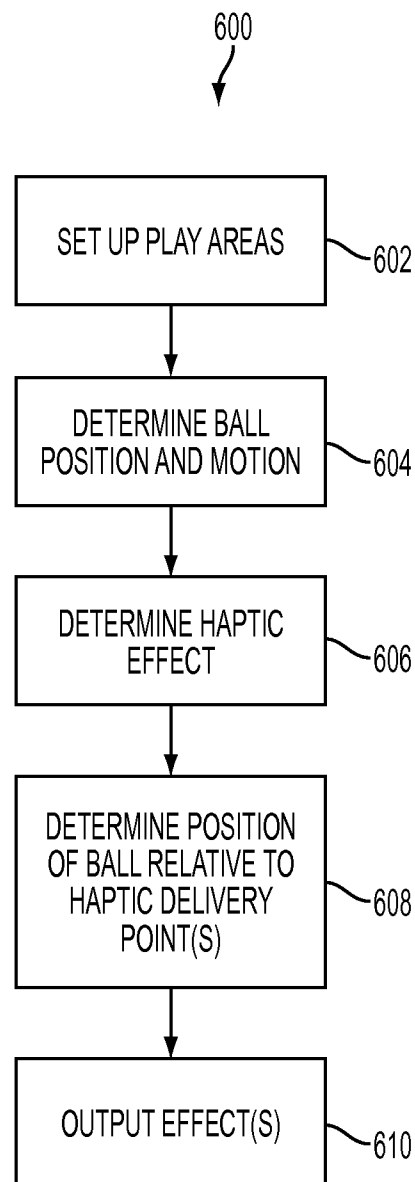 600
SET UP PLAY AREAS
602
DETERMINE BALL
POSITION AND MOTION
604
DETERMINE HAPTIC
EFFECT
606
DETERMINE POSITION
OF BALL RELATIVE TO
HAPTIC DELIVERY
POINT(S)
608
OUTPUT EFFECT(S)
610